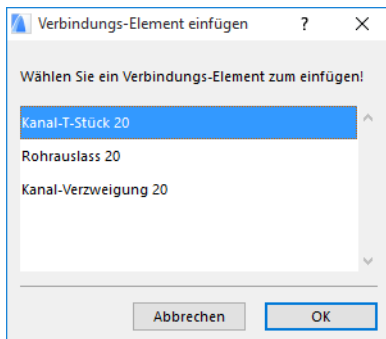 Verbindungs-Element einfügen
Wählen Sie ein Verbindungs-Element zum einfügen!
Kanal-T-Stück 20
Rohrauslass 20
Kanal-Verzweigung 20
Abbrechen OK